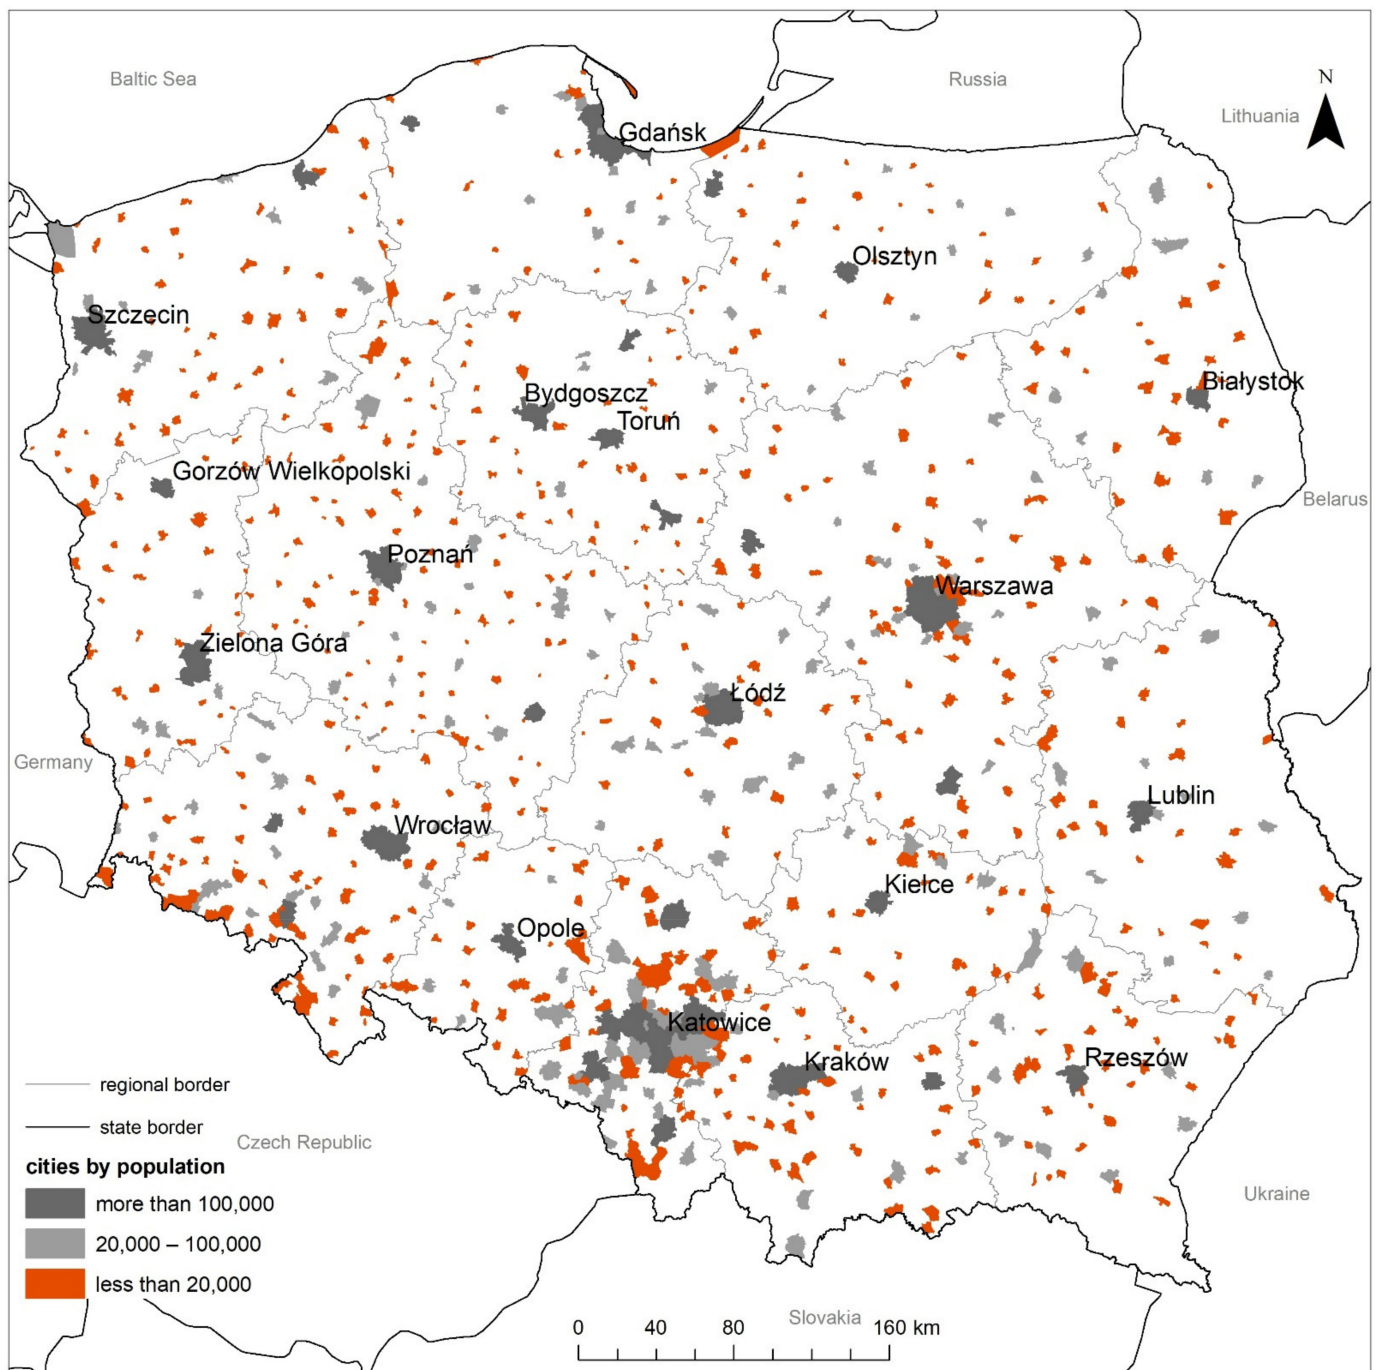 Baltic Sea
Russia
N
Lithuania
Gdańsk
Olsztyn
Szczecin
Białystok
Bydgoszcz
Toruń
Gorzów Wielkopolski
Belarus
Poznań
Warszawa
Zielona Góra
Łódź
Germany
Lublin
Wrocław
Kielce
Opole
Katowice
Kraków
Rzeszów
regional border
state border
Czech Republic
cities by population
more than 100,000
Ukraine
20,000 – 100,000
less than 20,000
Slovakia
0 40 80 160 km